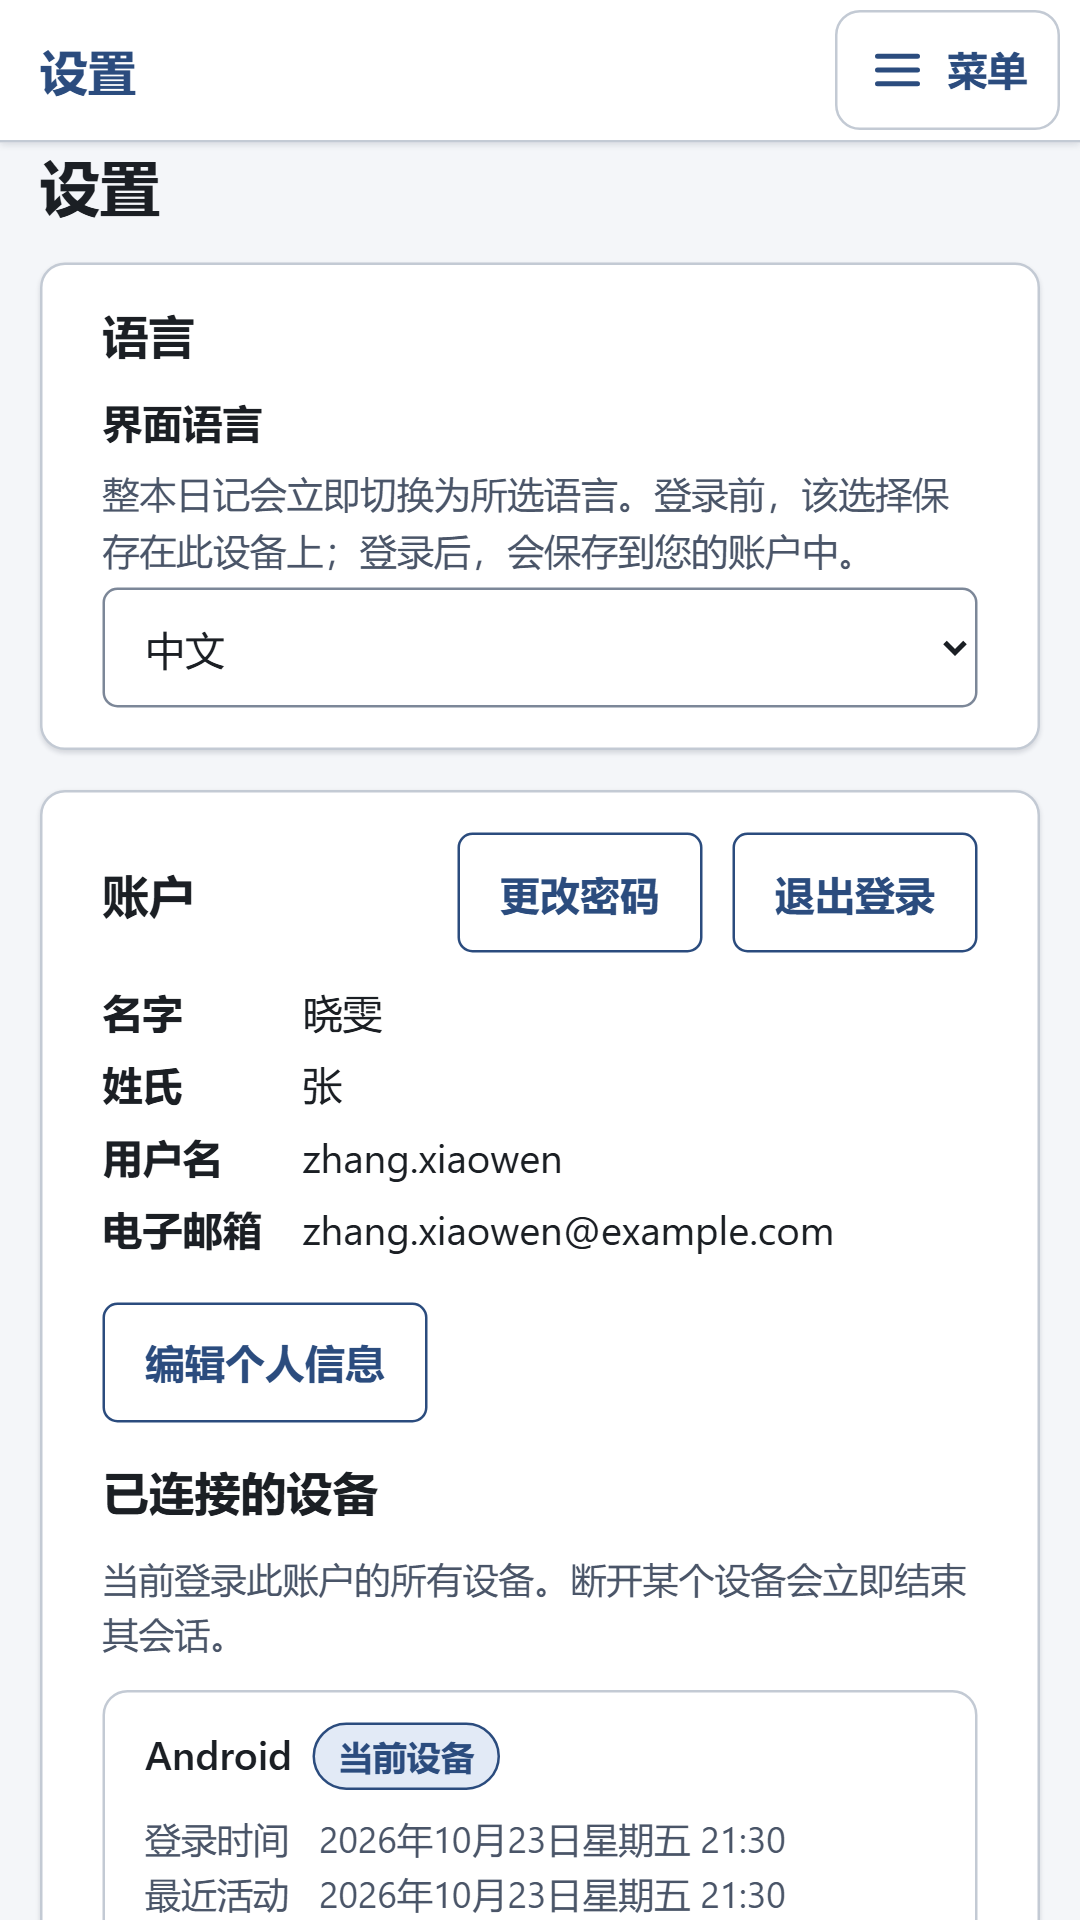 设置
菜单
设置
语言
界面语言
整本日记会立即切换为所选语言。登录前，该选择保
存在此设备上；登录后，会保存到您的账户中。
中文
账户
更改密码
退出登录
名字 晓雯
姓氏 张
用户名 zhang.xiaowen
电子邮箱 zhang.xiaowen@example.com
编辑个人信息
已连接的设备
当前登录此账户的所有设备。断开某个设备会立即结束
其会话。
Android 当前设备
登录时间 2026年10月23日星期五 21:30
最近活动 2026年10月23日星期五 21:30